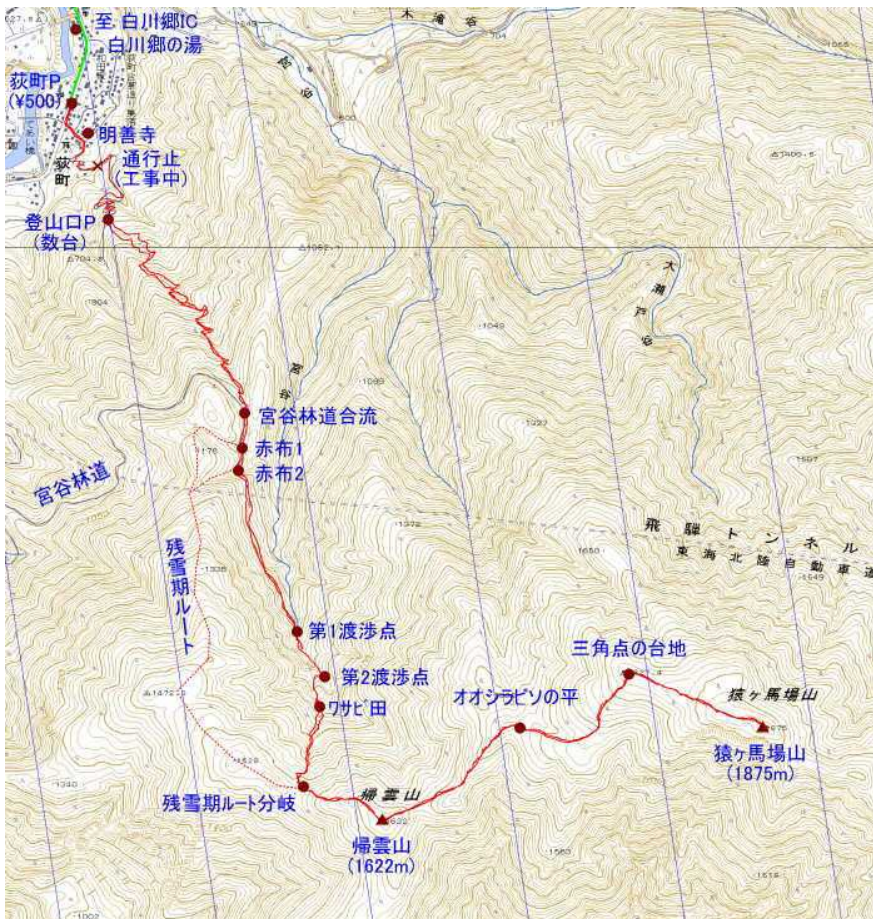 至 白川郷IC
白川郷の湯
荻町P
(¥500)
明善寺
荻町
通行止
(工事中)
登山口P
(数台)
木滝谷
宮谷
大瀬戸谷
宮谷
宮谷林道合流
赤布1
赤布2
宮谷林道
残雪期ルート
飛騨トンネル
東海北陸自動車道
第1渡渉点
第2渡渉点
ワサビ田
三角点の台地
オオシラビソの平
猿ヶ馬場山
猿ヶ馬場山
(1875m)
残雪期ルート分岐
帰雲山
帰雲山
(1622m)